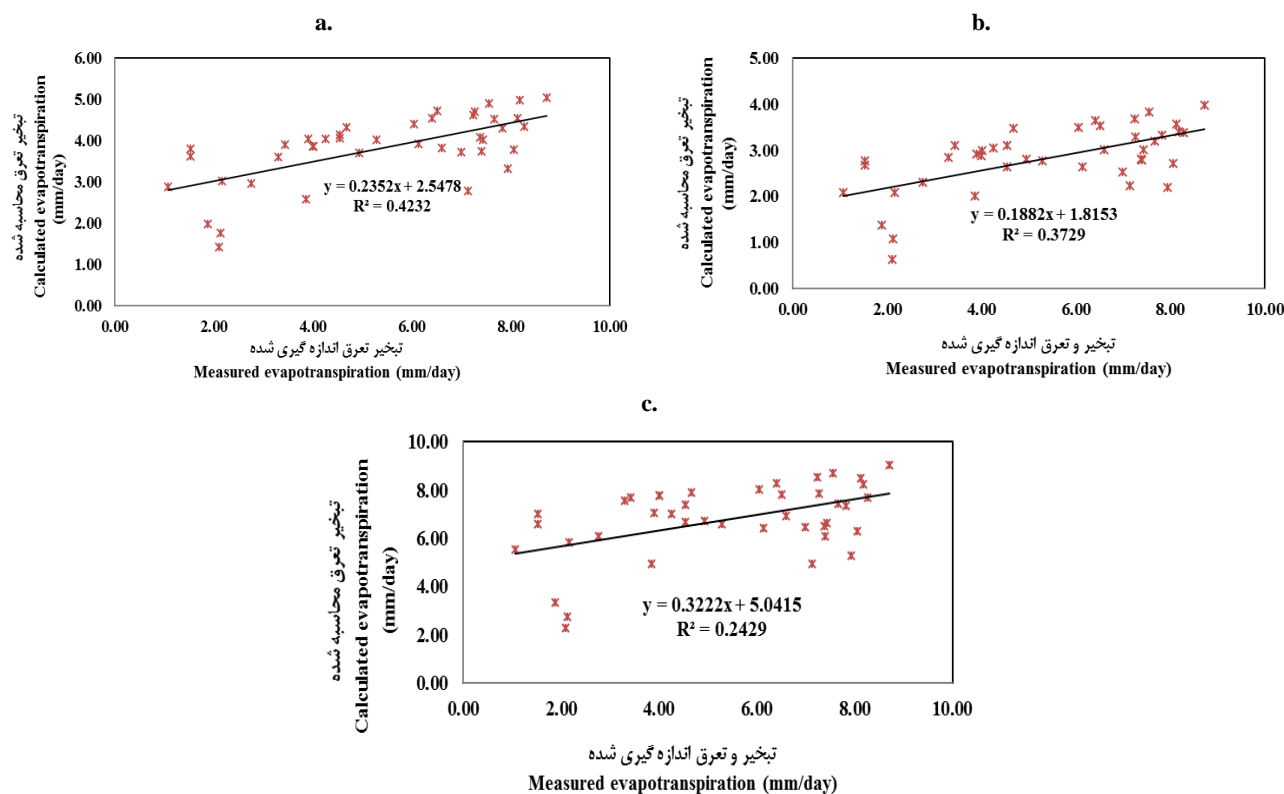 a.
تبخیر تعرق محاسبه شده
Calculated evapotranspiration
(mm/day)
6.00
5.00
4.00
3.00
2.00
1.00
0.00
y = 0.2352x + 2.5478
R² = 0.4232
0.00 2.00 4.00 6.00 8.00 10.00
تبخیر تعرق اندازه گیری شده
Measured evapotranspiration (mm/day)
b.
تبخیر تعرق محاسبه شده
Calculated evapotranspiration
(mm/day)
5.00
4.00
3.00
2.00
1.00
0.00
y = 0.1882x + 1.8153
R² = 0.3729
0.00 2.00 4.00 6.00 8.00 10.00
تبخیر و تعرق اندازه گیری شده
Measured evapotranspiration (mm/day)
c.
تبخیر تعرق محاسبه شده
Calculated evapotranspiration
(mm/day)
10.00
8.00
6.00
4.00
2.00
0.00
y = 0.3222x + 5.0415
R² = 0.2429
0.00 2.00 4.00 6.00 8.00 10.00
تبخیر و تعرق اندازه گیری شده
Measured evapotranspiration (mm/day)